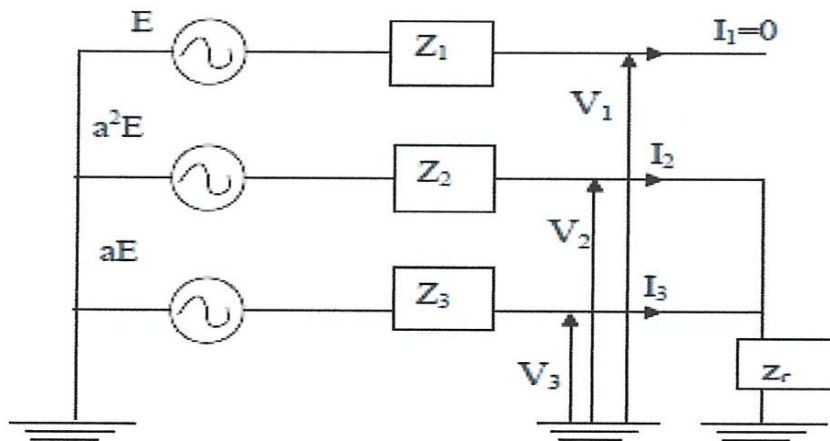 E
Z₁
I₁=0
V₁
a²E
Z₂
I₂
V₂
aE
Z₃
I₃
V₃
zᵣ